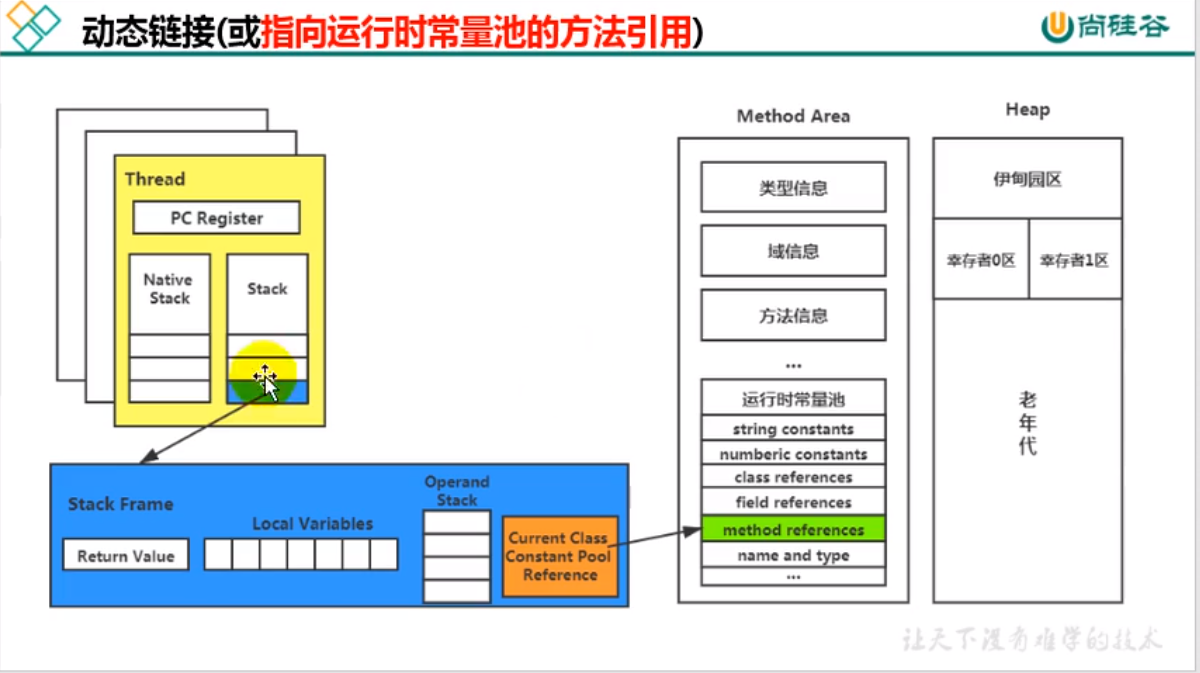 动态链接(或指向运行时常量池的方法引用)
尚硅谷
Thread
PC Register
Native
Stack
Stack
Stack Frame
Return Value
Local Variables
Operand
Stack
Current Class
Constant Pool
Reference
Method Area
类型信息
域信息
方法信息
...
运行时常量池
string constants
numberic constants
class references
field references
method references
name and type
...
Heap
伊甸园区
幸存者0区
幸存者1区
老
年
代
让天下没有难学的技术